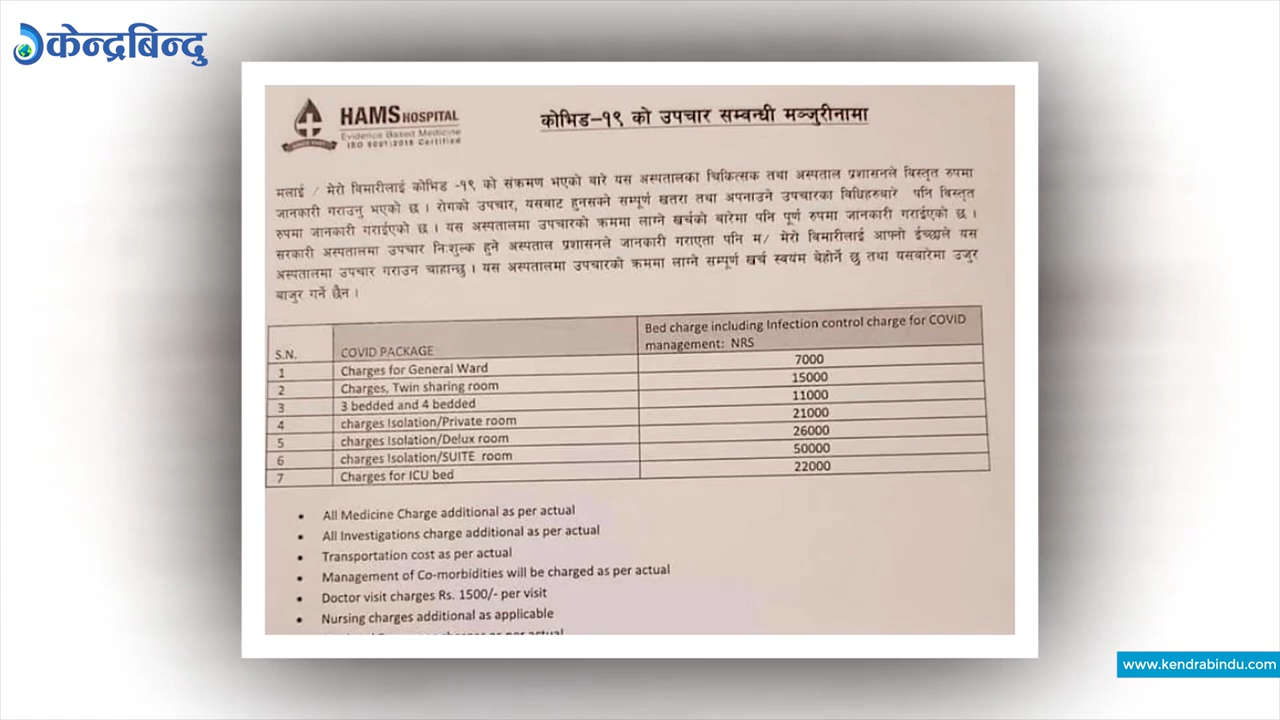 केन्द्रबिन्दु
HAMS HOSPITAL
Evidence Based Medicine
ISO 9001:2015 Certified
कोभिड-१९ को उपचार सम्बन्धी मञ्जुरीनामा
मलाई / मेरो बिमारीलाई कोभिड -१९ को संक्रमण भएको बारे यस अस्पतालका चिकित्सक तथा अस्पताल प्रशासनले बिस्तृत रुपमा
जानकारी गराउनु भएको छ । रोगको उपचार, यसबाट हुनसक्ने सम्पूर्ण खतरा तथा अपनाउने उपचारका बिधिहरुबारे पनि बिस्तृत
रुपमा जानकारी गराईएको छ । यस अस्पतालमा उपचारको क्रममा लाग्ने खर्चको बारेमा पनि पूर्ण रुपमा जानकारी गराईएको छ ।
सरकारी अस्पतालमा उपचार नि:शुल्क हुने अस्पताल प्रशासनले जानकारी गराएता पनि म/ मेरो बिमारीलाई आफ्नो ईच्छाले यस
अस्पतालमा उपचार गराउन चाहान्छु । यस अस्पतालमा उपचारको क्रममा लाग्ने सम्पूर्ण खर्च स्वयंम बेहोर्ने छु तथा यसबारेमा उजुर
बाजुर गर्ने छैन ।
S.N. COVID PACKAGE Bed charge including Infection control charge for COVID
management: NRS
1 Charges for General Ward 7000
2 Charges, Twin sharing room 15000
3 3 bedded and 4 bedded 11000
4 charges Isolation/Private room 21000
5 charges Isolation/Delux room 26000
6 charges Isolation/SUITE room 50000
7 Charges for ICU bed 22000
• All Medicine Charge additional as per actual
• All Investigations charge additional as per actual
• Transportation cost as per actual
• Management of Co-morbidities will be charged as per actual
• Doctor visit charges Rs. 1500/- per visit
• Nursing charges additional as applicable
charges as per actual
www.kendrabindu.com